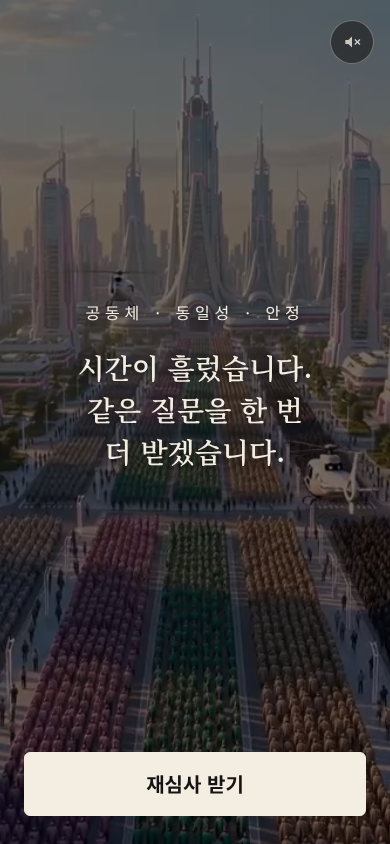 공동체 · 동일성 · 안정
시간이 흘렀습니다.
같은 질문을 한 번
더 받겠습니다.
재심사 받기